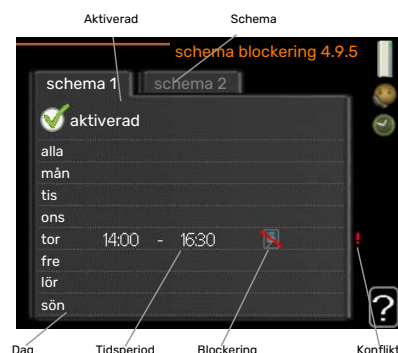 Aktiverad Schema
schema blockering 4.9.5
schema 1 schema 2
aktiverad
alla
mån
tis
ons
tor 14:00 - 16:30 !
fre
lör
sön
?
Dag Tidsperiod Blockering Konflikt